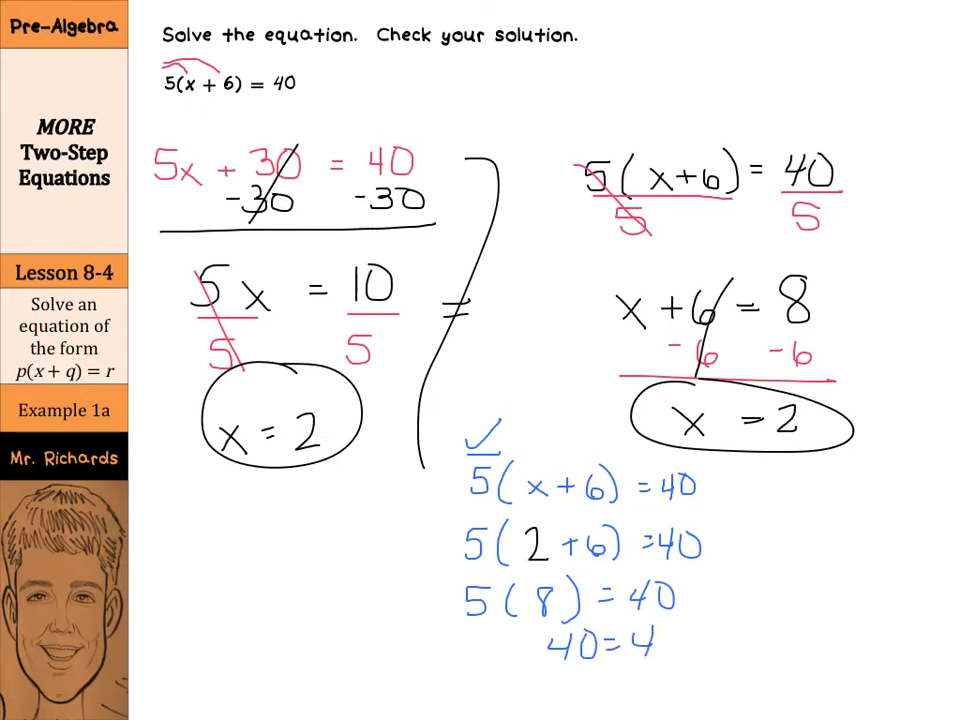 Pre-Algebra
MORE
Two-Step
Equations
Lesson 8-4
Solve an
equation of
the form
p(x + q) = r
Example 1a
Mr. Richards
Solve the equation. Check your solution.
5(x + 6) = 40
5x + 30 = 40
-30 -30
5x = 10
5 5
x = 2
=
5(x+6) = 40
5 5
x + 6 = 8
-6 -6
x = 2
✓
5(x+6) = 40
5(2+6) = 40
5(8) = 40
40 = 4